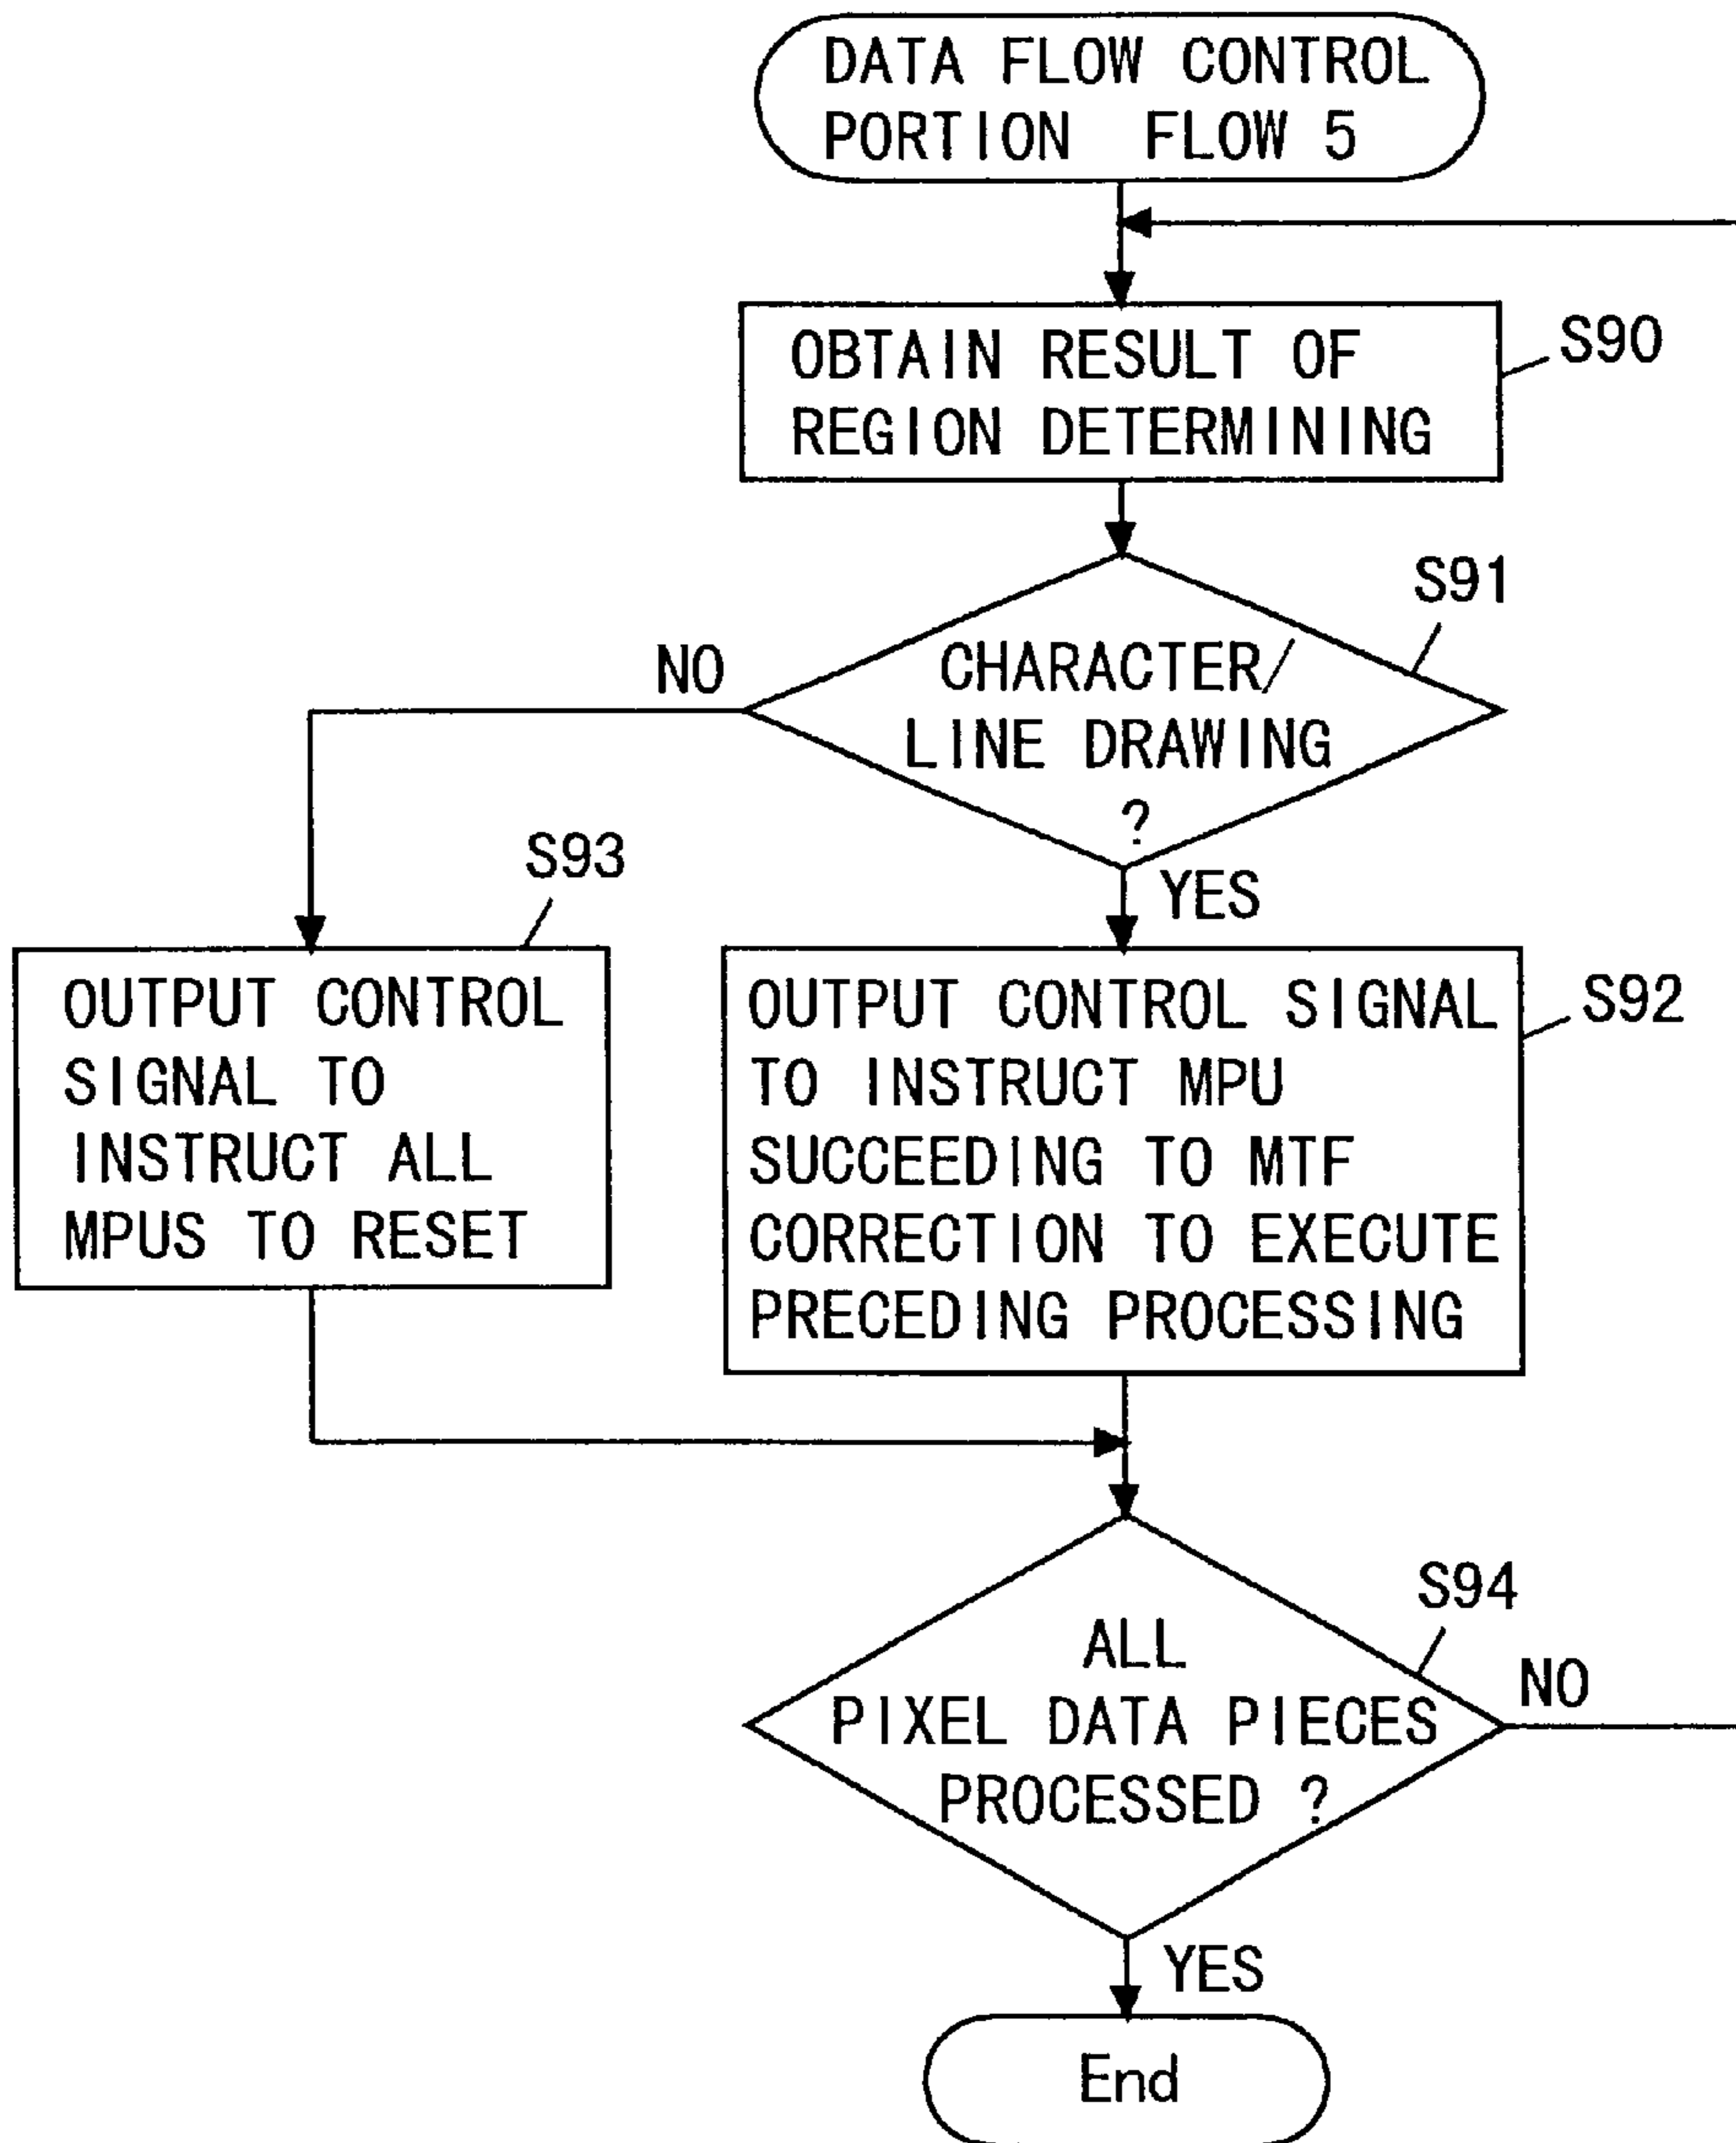 DATA FLOW CONTROL
PORTION FLOW 5
OBTAIN RESULT OF
REGION DETERMINING
S90
S91
CHARACTER/
LINE DRAWING
?
NO
YES
S93
OUTPUT CONTROL
SIGNAL TO
INSTRUCT ALL
MPUS TO RESET
OUTPUT CONTROL SIGNAL
TO INSTRUCT MPU
SUCCEEDING TO MTF
CORRECTION TO EXECUTE
PRECEDING PROCESSING
S92
S94
ALL
PIXEL DATA PIECES
PROCESSED ?
NO
YES
End